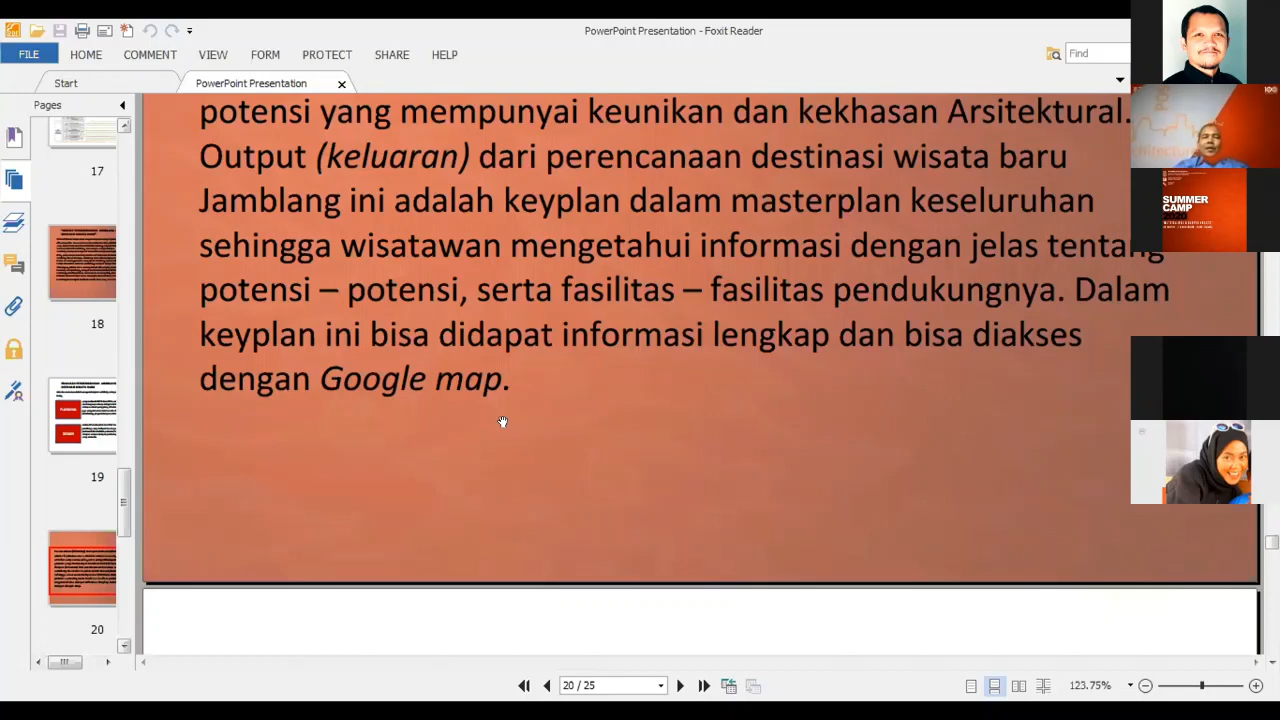 PowerPoint Presentation - Foxit Reader
FILE HOME COMMENT VIEW FORM PROTECT SHARE HELP
Find
Start
PowerPoint Presentation
Pages
17
18
19
20
potensi yang mempunyai keunikan dan kekhasan Arsitektural.
Output (keluaran) dari perencanaan destinasi wisata baru
Jamblang ini adalah keyplan dalam masterplan keseluruhan
sehingga wisatawan mengetahui informasi dengan jelas tentang
potensi – potensi, serta fasilitas – fasilitas pendukungnya. Dalam
keyplan ini bisa didapat informasi lengkap dan bisa diakses
dengan Google map.
SUMMER
CAMP
2020
20 / 25
123.75%